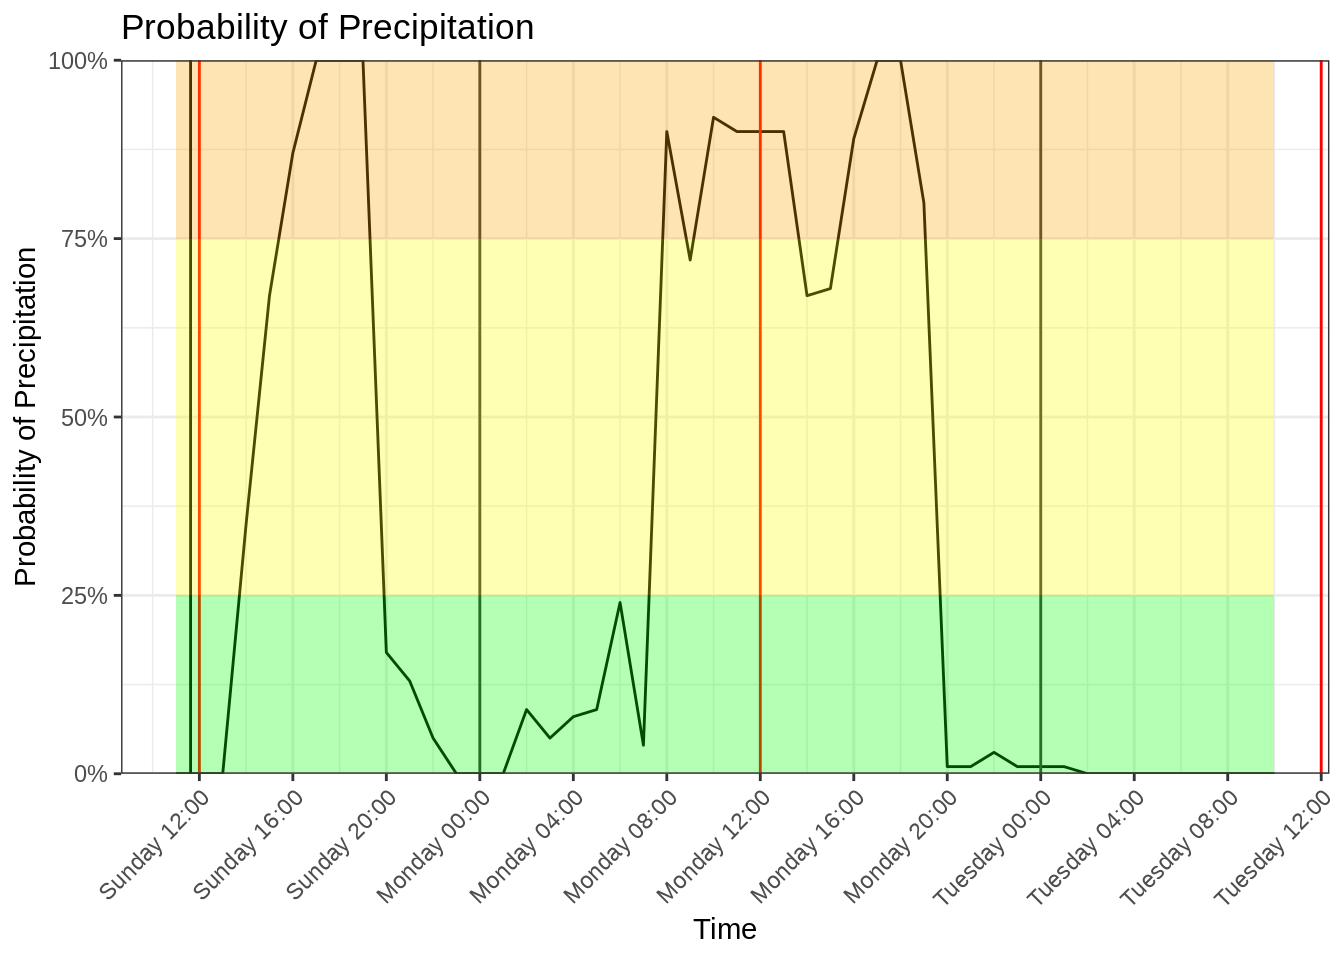 Probability of Precipitation
Probability of Precipitation
100%
75%
50%
25%
0%
Sunday 12:00
Sunday 16:00
Sunday 20:00
Monday 00:00
Monday 04:00
Monday 08:00
Monday 12:00
Monday 16:00
Monday 20:00
Tuesday 00:00
Tuesday 04:00
Tuesday 08:00
Tuesday 12:00
Time